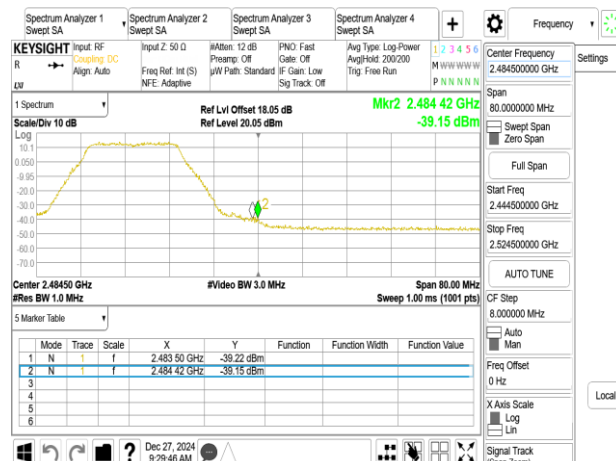 Spectrum Analyzer 1
Swept SA
Spectrum Analyzer 2
Swept SA
Spectrum Analyzer 3
Swept SA
Spectrum Analyzer 4
Swept SA
+
Frequency
KEYSIGHT
R
Input: RF
Coupling: DC
Align: Auto
Input Z: 50 Ω
Freq Ref: Int (S)
NFE: Adaptive
#Atten: 12 dB
Preamp: Off
µW Path: Standard
PNO: Fast
Gate: Off
IF Gain: Low
Sig Track: Off
Avg Type: Log-Power
Avg|Hold: 200/200
Trig: Free Run
1 2 3 4 5 6
M W W W W W
P N N N N N
1 Spectrum
Scale/Div 10 dB
Ref Lvl Offset 18.05 dB
Ref Level 20.05 dBm
Mkr2 2.484 42 GHz
-39.15 dBm
Log
10.1
0.050
-9.95
-20.0
-30.0
-40.0
-50.0
-60.0
-70.0
2
Center 2.48450 GHz
#Res BW 1.0 MHz
#Video BW 3.0 MHz
Span 80.00 MHz
Sweep 1.00 ms (1001 pts)
5 Marker Table
Mode Trace Scale X Y Function Function Width Function Value
1 N 1 f 2.483 50 GHz -39.22 dBm
2 N 1 f 2.484 42 GHz -39.15 dBm
3
4
5
6
?
Dec 27, 2024
9:29:46 AM
Center Frequency
2.484500000 GHz
Settings
Span
80.0000000 MHz
Swept Span
Zero Span
Full Span
Start Freq
2.444500000 GHz
Stop Freq
2.524500000 GHz
AUTO TUNE
CF Step
8.000000 MHz
Auto
Man
Freq Offset
0 Hz
X Axis Scale
Log
Lin
Local
Signal Track